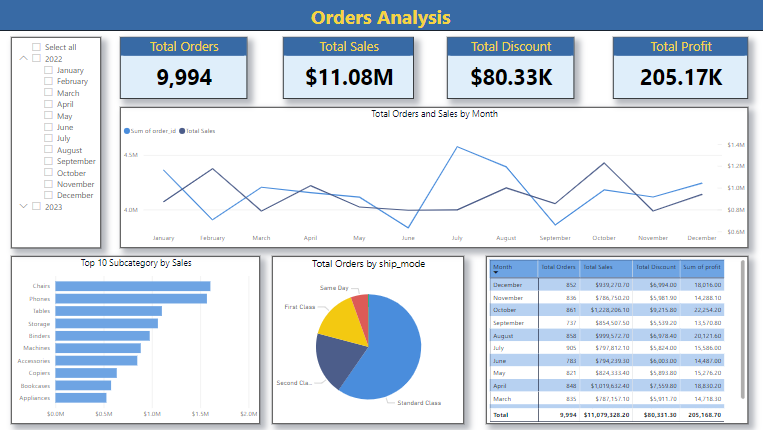 Orders Analysis
Select all
2022
January
February
March
April
May
June
July
August
September
October
November
December
2023
Total Orders
9,994
Total Sales
$11.08M
Total Discount
$80.33K
Total Profit
205.17K
Total Orders and Sales by Month
Sum of order_id Total Sales
4.5M
4.0M
$1.4M
$1.2M
$1.0M
$0.8M
$0.6M
January February March April May June July August September October November December
Top 10 Subcategory by Sales
Chairs
Phones
Tables
Storage
Binders
Machines
Accessories
Copiers
Bookcases
Appliances
$0.0M $0.5M $1.0M $1.5M $2.0M
Total Orders by ship_mode
Same Day
First Class
Second Cla...
Standard Class
Month Total Orders Total Sales Total Discount Sum of profit
December 852 $939,270.70 $6,994.00 18,016.00
November 836 $786,750.20 $5,981.90 14,288.10
October 861 $1,228,206.10 $9,215.80 22,254.20
September 737 $854,507.50 $5,539.20 13,570.80
August 858 $999,572.70 $6,978.40 20,121.60
July 905 $797,812.10 $5,824.00 15,586.00
June 783 $794,239.30 $6,003.00 14,487.00
May 821 $824,333.40 $5,893.80 15,276.20
April 848 $1,019,632.40 $7,559.80 18,830.20
March 835 $787,157.10 $5,911.70 14,718.30
Total 9,994 $11,079,328.20 $80,331.30 205,168.70